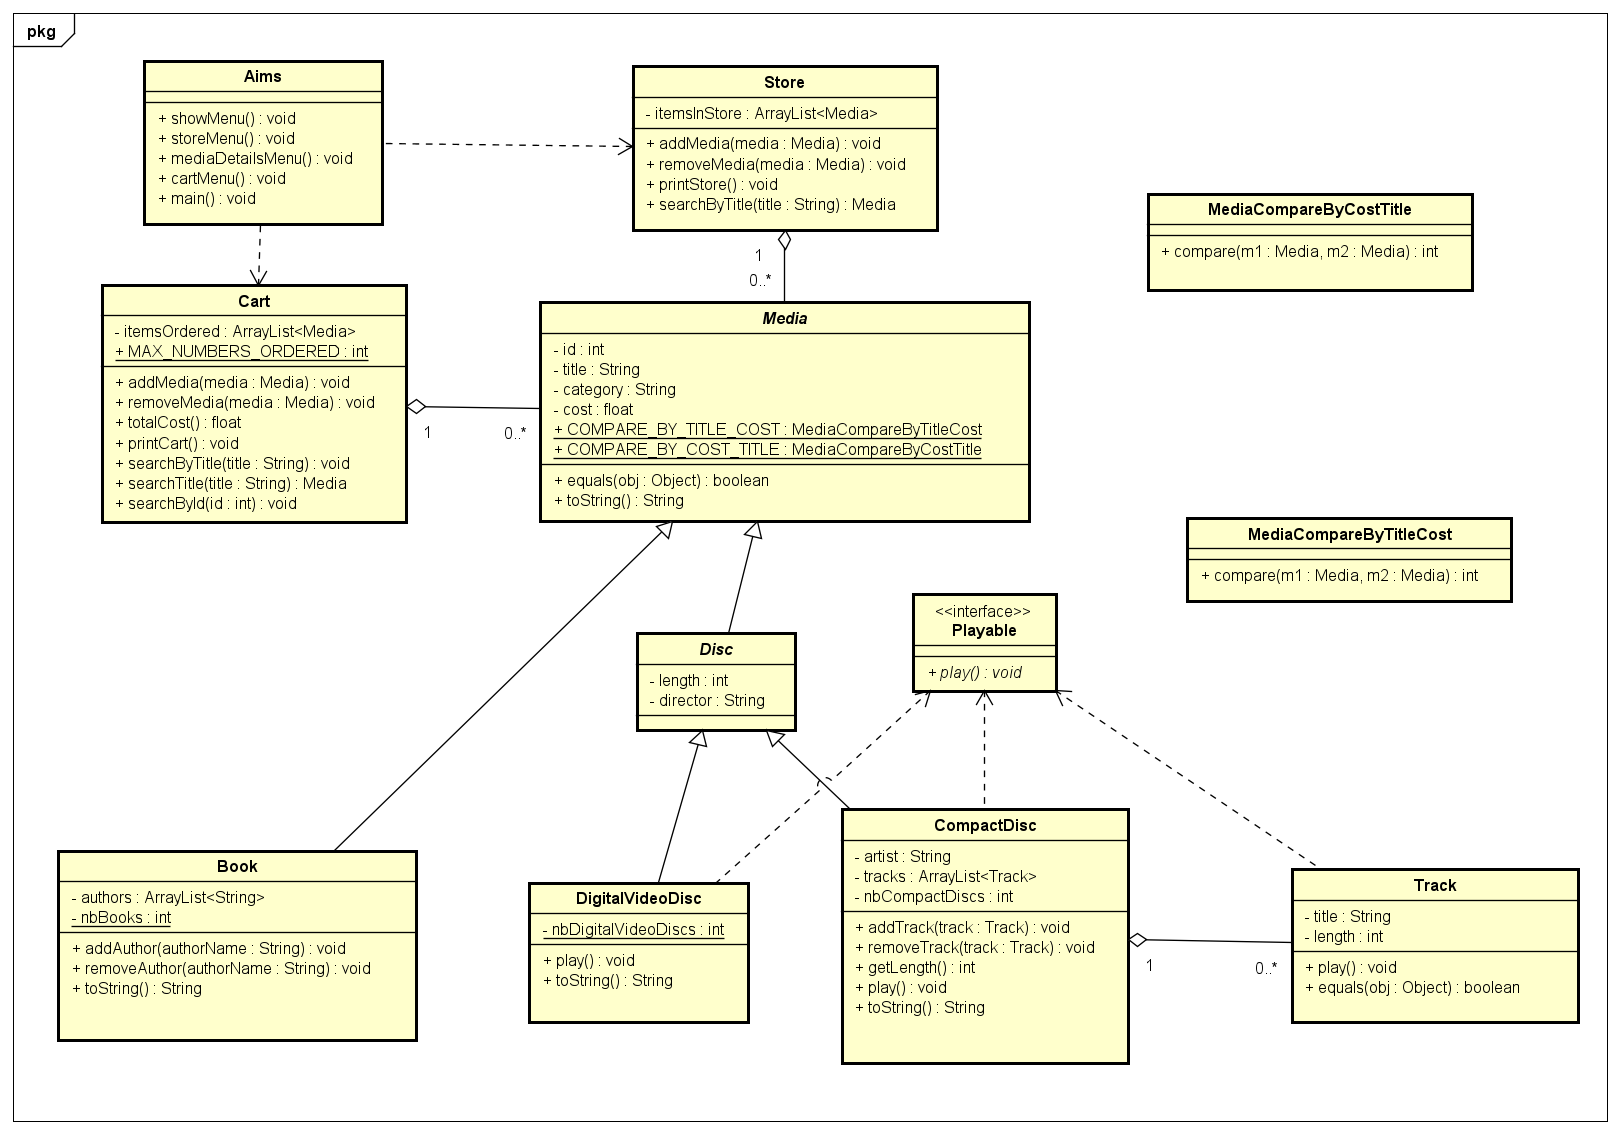 pkg
Aims
+ showMenu() : void
+ storeMenu() : void
+ mediaDetailsMenu() : void
+ cartMenu() : void
+ main() : void
Store
- itemsInStore : ArrayList<Media>
+ addMedia(media : Media) : void
+ removeMedia(media : Media) : void
+ printStore() : void
+ searchByTitle(title : String) : Media
MediaCompareByCostTitle
+ compare(m1 : Media, m2 : Media) : int
1
0..*
Cart
- itemsOrdered : ArrayList<Media>
+ MAX_NUMBERS_ORDERED : int
+ addMedia(media : Media) : void
+ removeMedia(media : Media) : void
+ totalCost() : float
+ printCart() : void
+ searchByTitle(title : String) : void
+ searchTitle(title : String) : Media
+ searchById(id : int) : void
1
0..*
Media
- id : int
- title : String
- category : String
- cost : float
+ COMPARE_BY_TITLE_COST : MediaCompareByTitleCost
+ COMPARE_BY_COST_TITLE : MediaCompareByCostTitle
+ equals(obj : Object) : boolean
+ toString() : String
MediaCompareByTitleCost
+ compare(m1 : Media, m2 : Media) : int
Disc
- length : int
- director : String
<<interface>>
Playable
+ play() : void
Book
- authors : ArrayList<String>
- nbBooks : int
+ addAuthor(authorName : String) : void
+ removeAuthor(authorName : String) : void
+ toString() : String
DigitalVideoDisc
- nbDigitalVideoDiscs : int
+ play() : void
+ toString() : String
CompactDisc
- artist : String
- tracks : ArrayList<Track>
- nbCompactDiscs : int
+ addTrack(track : Track) : void
+ removeTrack(track : Track) : void
+ getLength() : int
+ play() : void
+ toString() : String
1
0..*
Track
- title : String
- length : int
+ play() : void
+ equals(obj : Object) : boolean